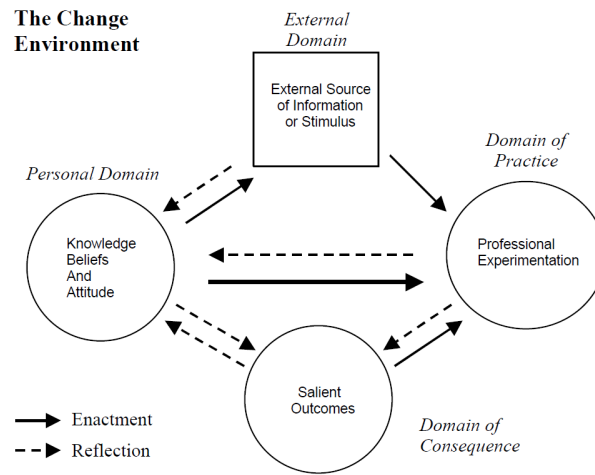 The Change
Environment
External
Domain
External Source
of Information
or Stimulus
Domain of
Practice
Personal Domain
Knowledge
Beliefs
And
Attitude
Professional
Experimentation
Salient
Outcomes
Enactment
Reflection
Domain of
Consequence